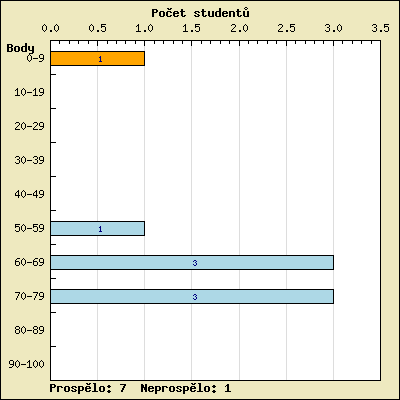 Počet studentů
0.0 0.5 1.0 1.5 2.0 2.5 3.0 3.5
Body
0-9 1
10-19
20-29
30-39
40-49
50-59 1
60-69 3
70-79 3
80-89
90-100
Prospělo: 7 Neprospělo: 1